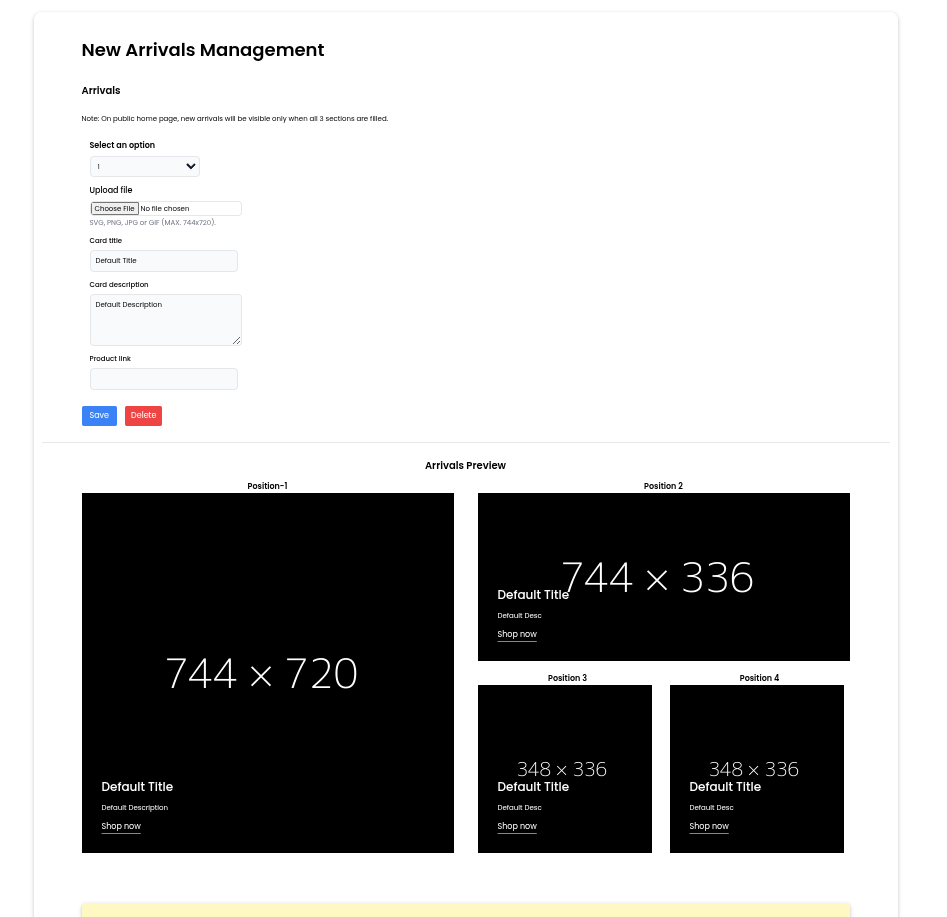 New Arrivals Management
Arrivals
Note: On public home page, new arrivals will be visible only when all 3 sections are filled.
Select an option
1
Upload file
Choose File No file chosen
SVG, PNG, JPG or GIF (MAX. 744x720).
Card title
Default Title
Card description
Default Description
Product link
Save Delete
Arrivals Preview
Position-1
744 × 720
Default Title
Default Description
Shop now
Position 2
744 × 336
Default Title
Default Desc
Shop now
Position 3
348 × 336
Default Title
Default Desc
Shop now
Position 4
348 × 336
Default Title
Default Desc
Shop now